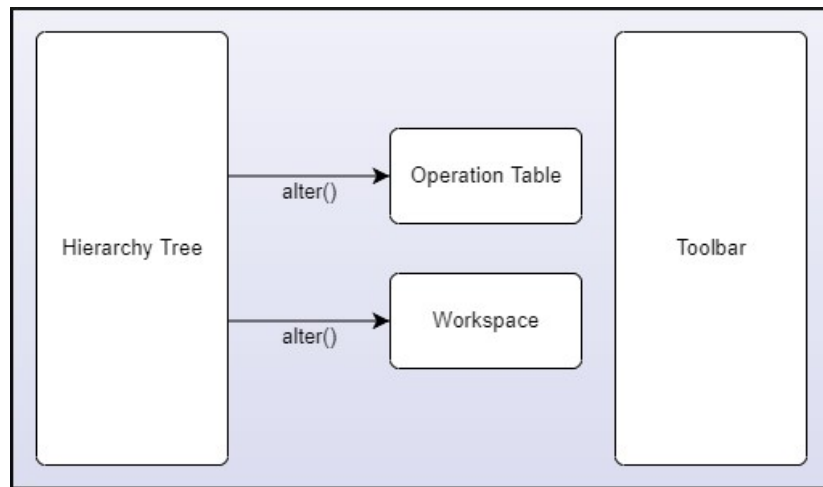 Operation Table
alter()
Hierarchy Tree
Toolbar
Workspace
alter()